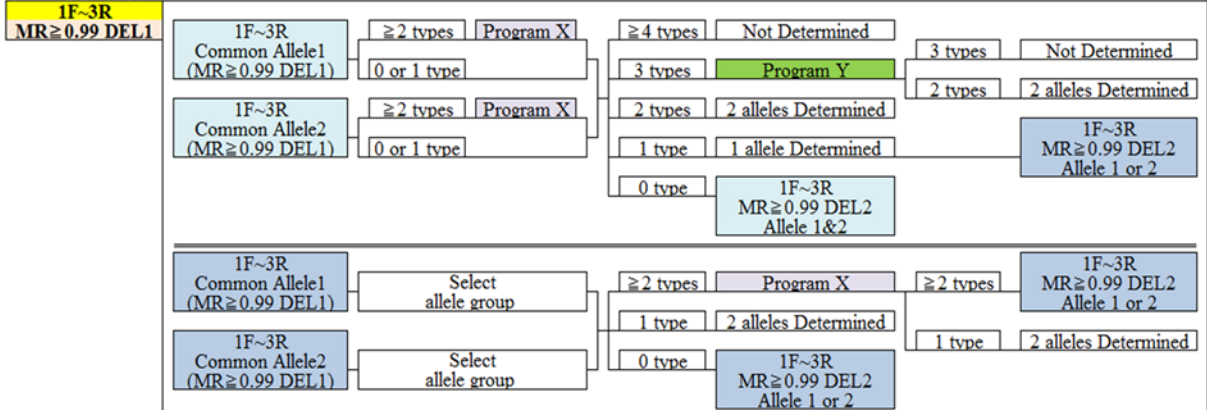 1F~3R
MR≧0.99 DEL1
1F~3R
Common Allele1
(MR≧0.99 DEL1)
≧2 types
Program X
0 or 1 type
1F~3R
Common Allele2
(MR≧0.99 DEL1)
≧2 types
Program X
0 or 1 type
≧4 types
Not Determined
3 types
Program Y
3 types
Not Determined
2 types
2 alleles Determined
2 types
2 alleles Determined
1 type
1 allele Determined
1F~3R
MR≧0.99 DEL2
Allele 1 or 2
0 type
1F~3R
MR≧0.99 DEL2
Allele 1&2
1F~3R
Common Allele1
(MR≧0.99 DEL1)
Select
allele group
1F~3R
Common Allele2
(MR≧0.99 DEL1)
Select
allele group
≧2 types
Program X
≧2 types
1F~3R
MR≧0.99 DEL2
Allele 1 or 2
1 type
2 alleles Determined
1 type
2 alleles Determined
0 type
1F~3R
MR≧0.99 DEL2
Allele 1 or 2